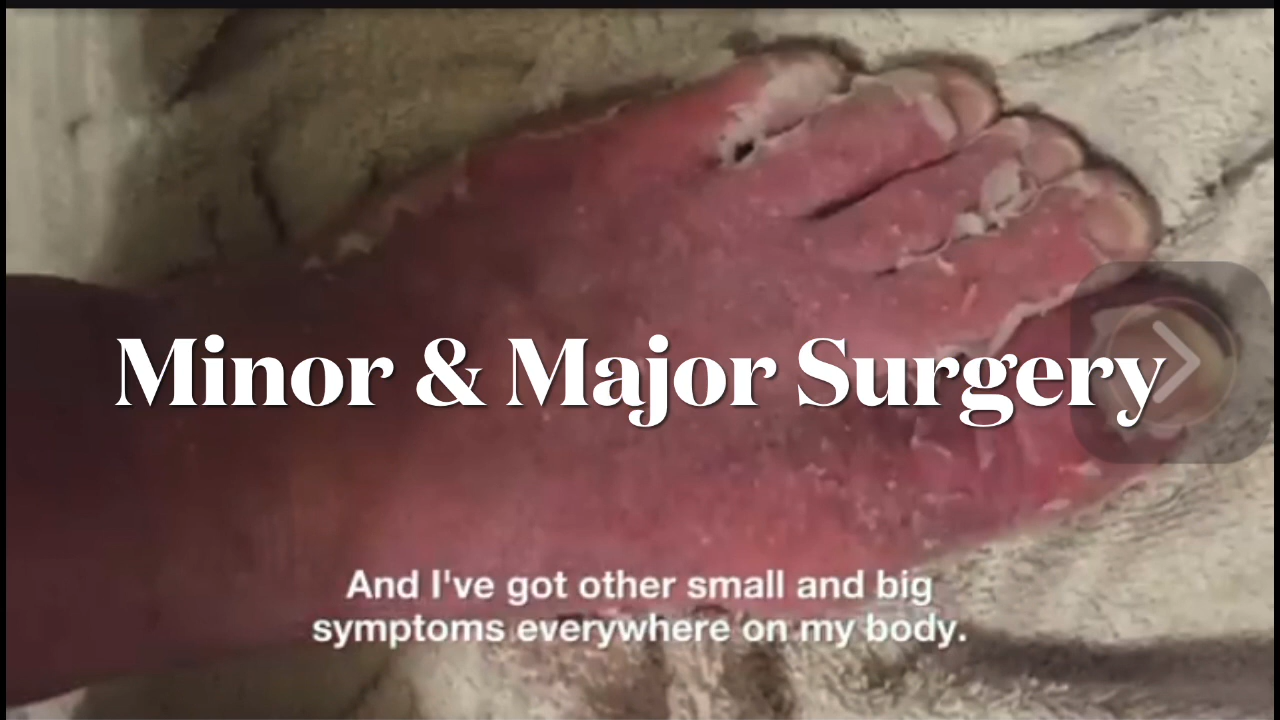 Minor & Major Surgery
And I've got other small and big
symptoms everywhere on my body.